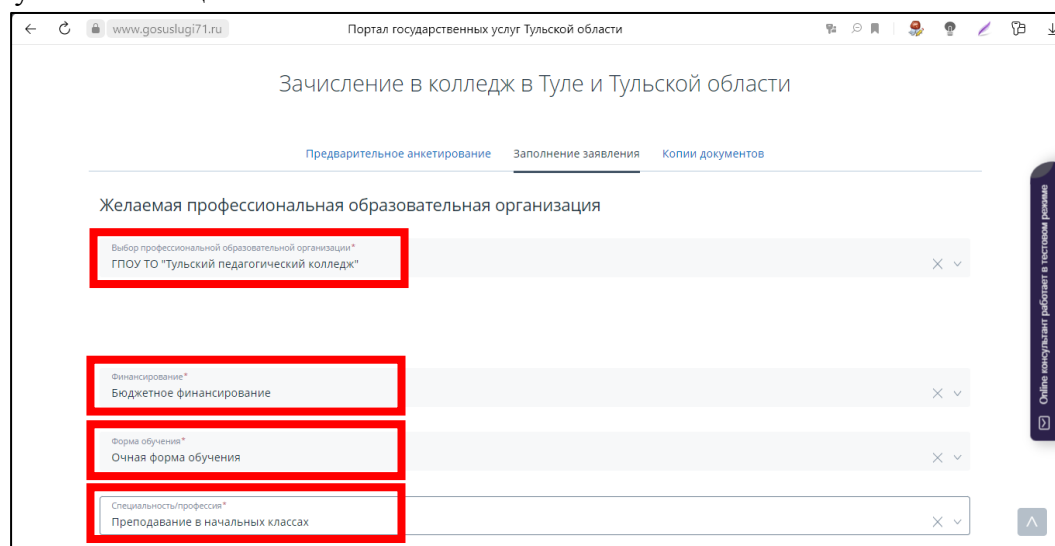 www.gosuslugi71.ru
Портал государственных услуг Тульской области
Зачисление в колледж в Туле и Тульской области
Предварительное анкетирование
Заполнение заявления
Копии документов
Желаемая профессиональная образовательная организация
Выбор профессиональной образовательной организации*
ГПОУ ТО "Тульский педагогический колледж"
Финансирование*
Бюджетное финансирование
Форма обучения*
Очная форма обучения
Специальность/профессия*
Преподавание в начальных классах
Online консультант работает в тестовом режиме